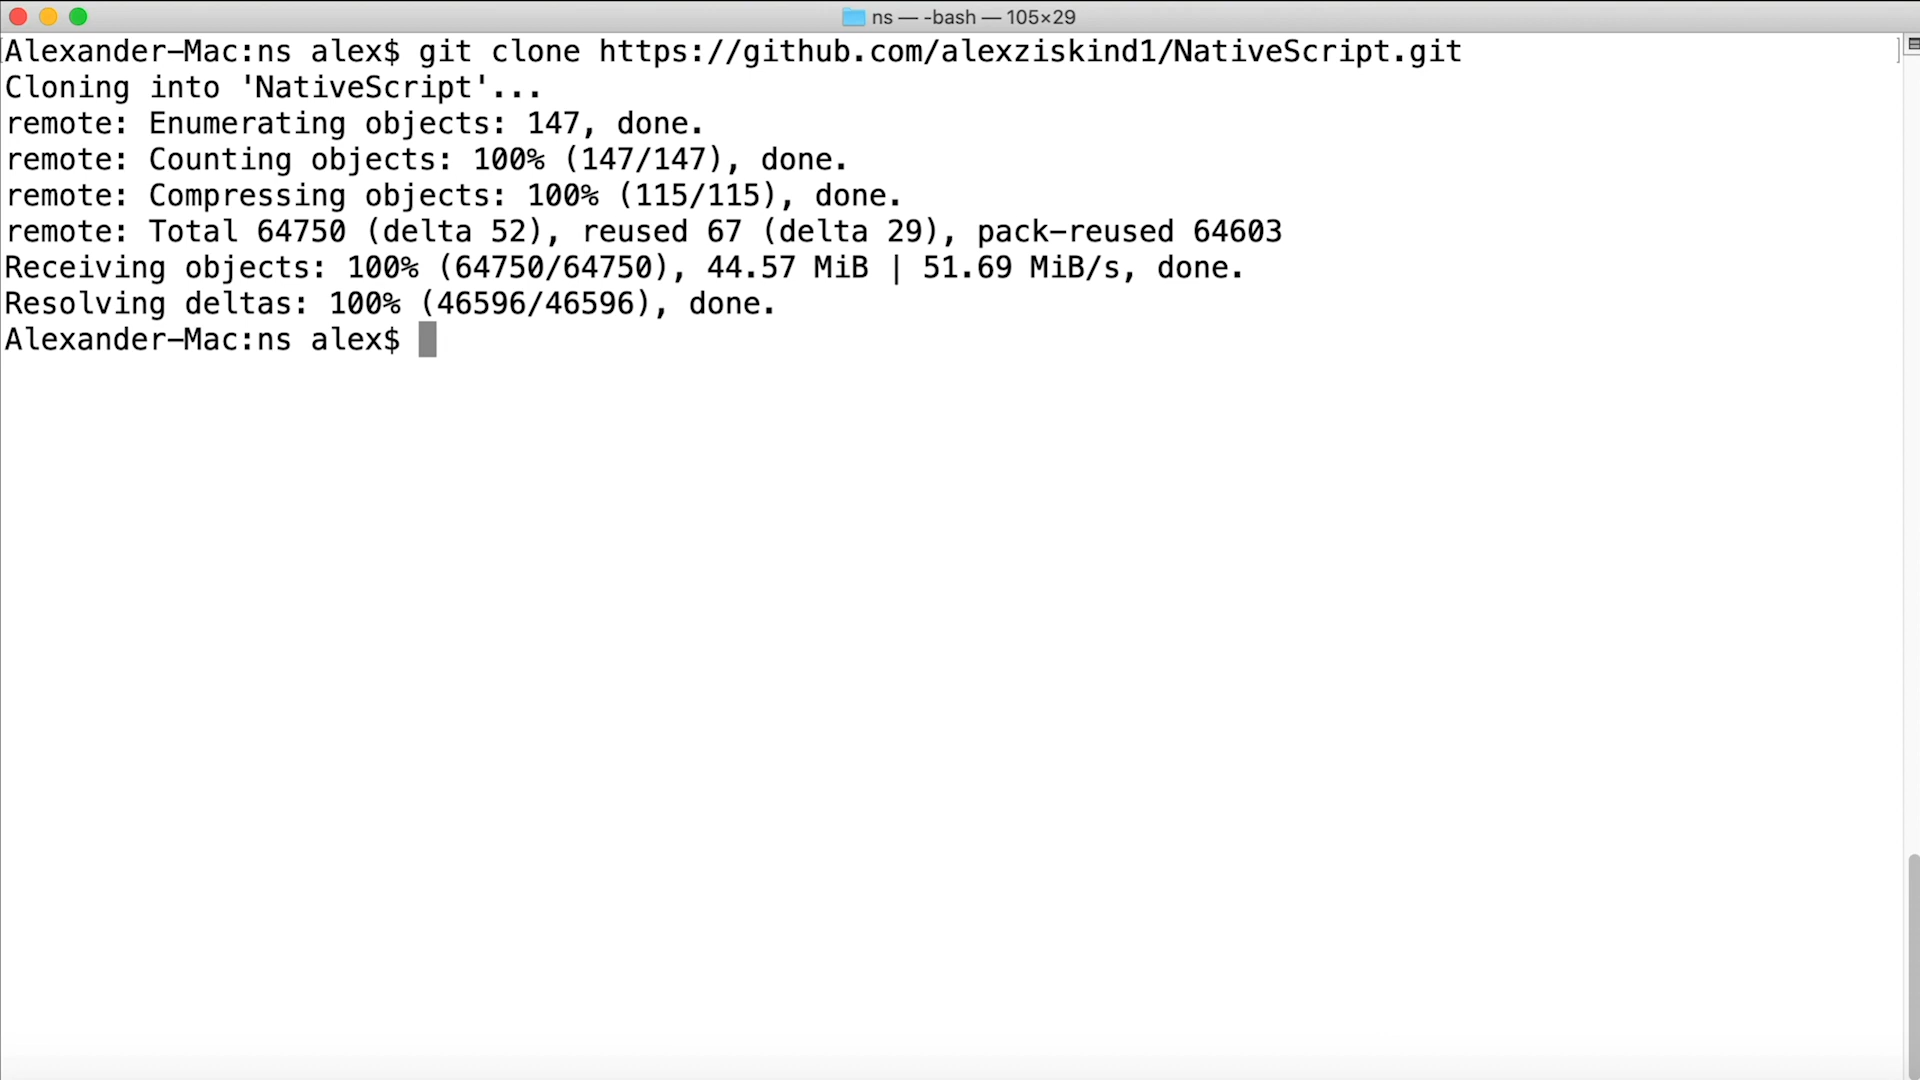 ns — -bash — 105×29
Alexander-Mac:ns alex$ git clone https://github.com/alexziskind1/NativeScript.git
Cloning into 'NativeScript'...
remote: Enumerating objects: 147, done.
remote: Counting objects: 100% (147/147), done.
remote: Compressing objects: 100% (115/115), done.
remote: Total 64750 (delta 52), reused 67 (delta 29), pack-reused 64603
Receiving objects: 100% (64750/64750), 44.57 MiB | 51.69 MiB/s, done.
Resolving deltas: 100% (46596/46596), done.
Alexander-Mac:ns alex$